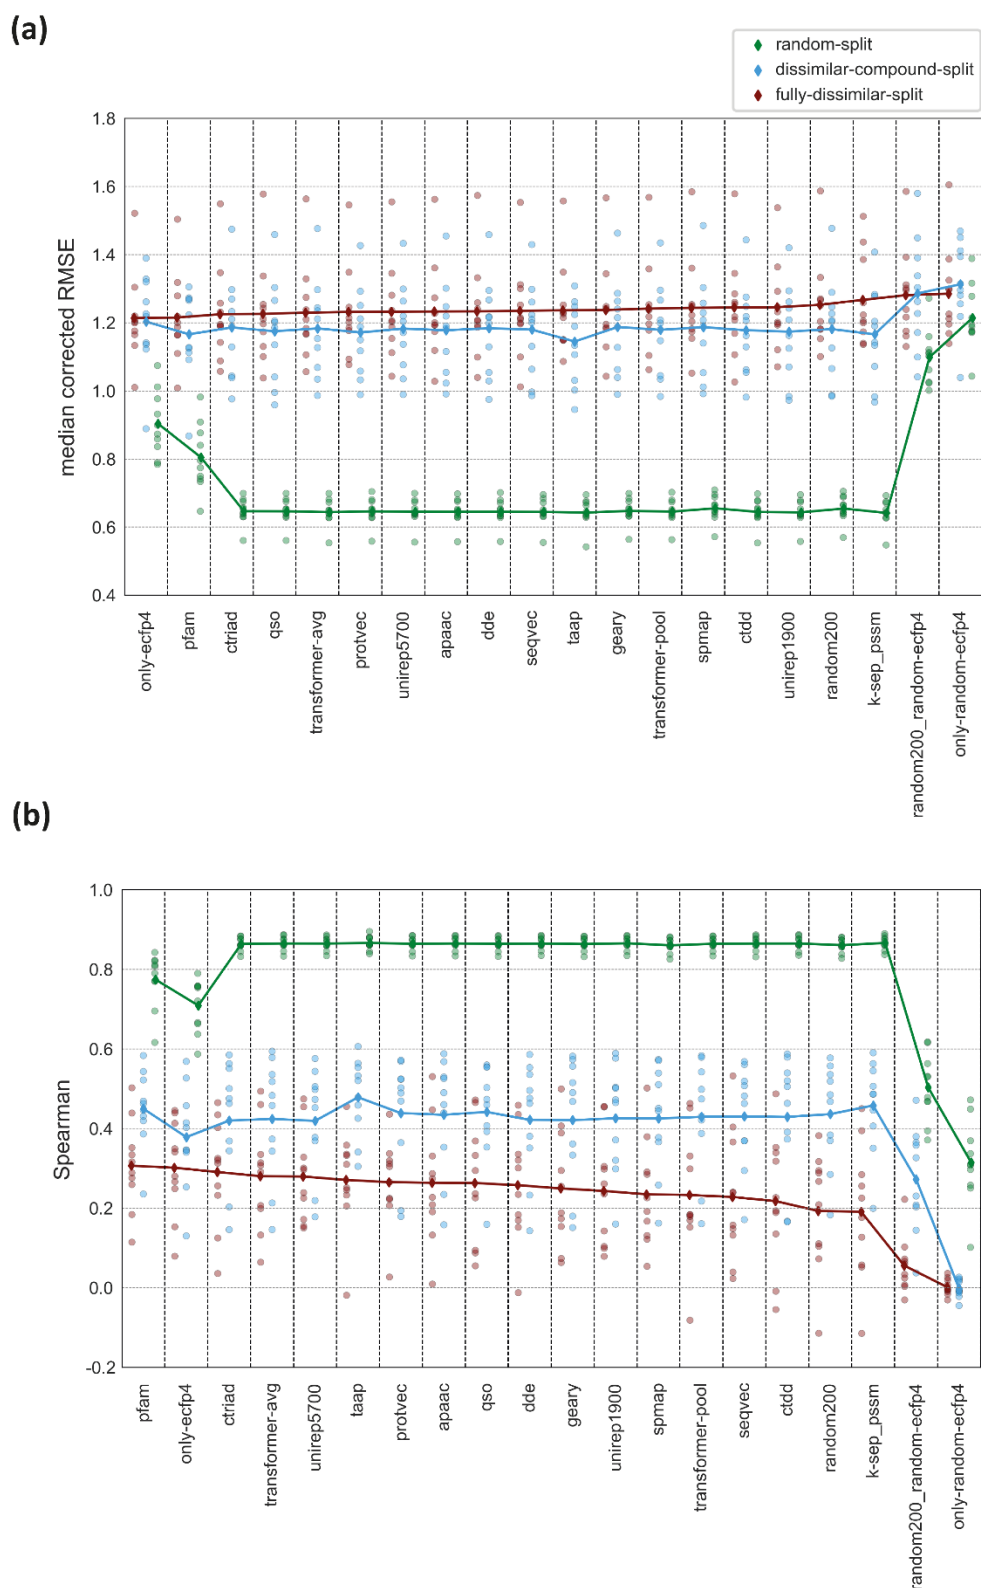 (a)
random-split
dissimilar-compound-split
fully-dissimilar-split
median corrected RMSE
1.8
1.6
1.4
1.2
1.0
0.8
0.6
0.4
only-ecfp4
pfam
ctriad
qso
transformer-avg
protvec
unirep5700
apaac
dde
seqvec
taap
geary
transformer-pool
spmap
ctdd
unirep1900
random200
k-sep_pssm
random200_random-ecfp4
only-random-ecfp4
(b)
Spearman
1.0
0.8
0.6
0.4
0.2
0.0
-0.2
pfam
only-ecfp4
ctriad
transformer-avg
unirep5700
taap
protvec
apaac
qso
dde
geary
unirep1900
spmap
transformer-pool
seqvec
ctdd
random200
k-sep_pssm
random200_random-ecfp4
only-random-ecfp4